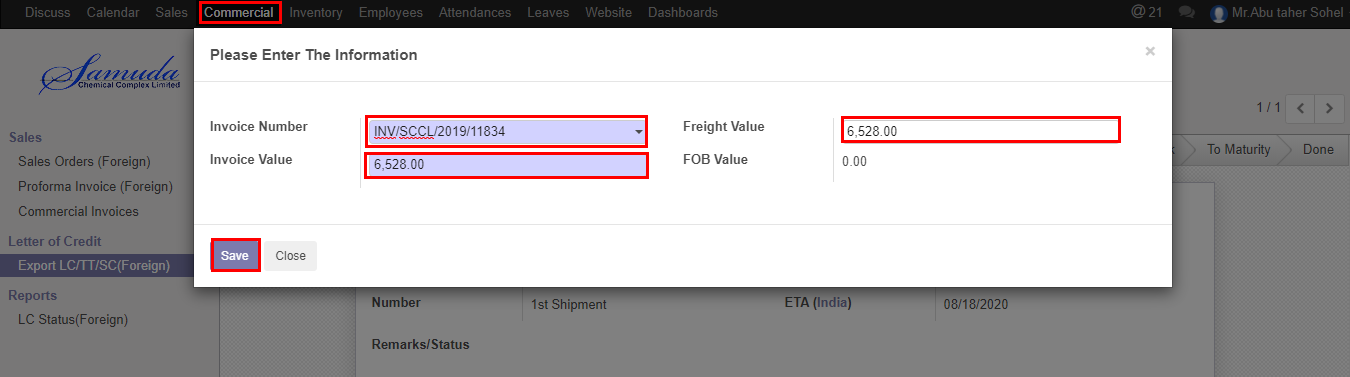 Discuss Calendar Sales Commercial Inventory Employees Attendances Leaves Website Dashboards @ 21 Mr.Abu taher Sohel
Please Enter The Information ×
Samuda
Chemical Complex Limited
1 / 1
Invoice Number INV/SCCL/2019/11834 Freight Value 6,528.00
Invoice Value 6,528.00 FOB Value 0.00
To Maturity Done
Sales
Sales Orders (Foreign)
Proforma Invoice (Foreign)
Commercial Invoices
Letter of Credit
Export LC/TT/SC(Foreign)
Reports
LC Status(Foreign)
Save Close
Number 1st Shipment ETA (India) 08/18/2020
Remarks/Status